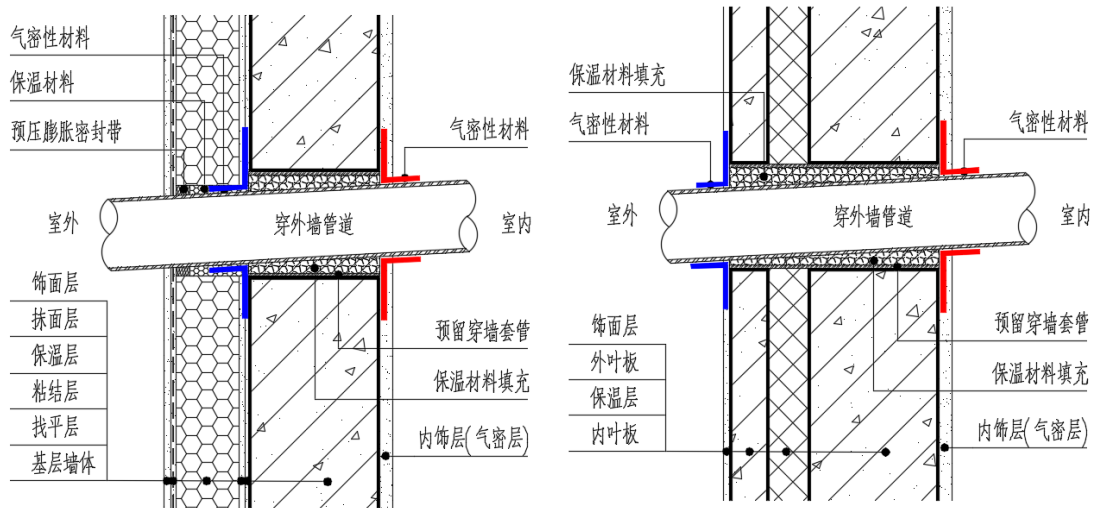 气密性材料
保温材料
预压膨胀密封带
气密性材料
室外
穿外墙管道
室内
饰面层
抹面层
保温层
粘结层
找平层
基层墙体
预留穿墙套管
保温材料填充
内饰层(气密层)
保温材料填充
气密性材料
气密性材料
室外
穿外墙管道
室内
饰面层
外叶板
保温层
内叶板
预留穿墙套管
保温材料填充
内饰层(气密层)